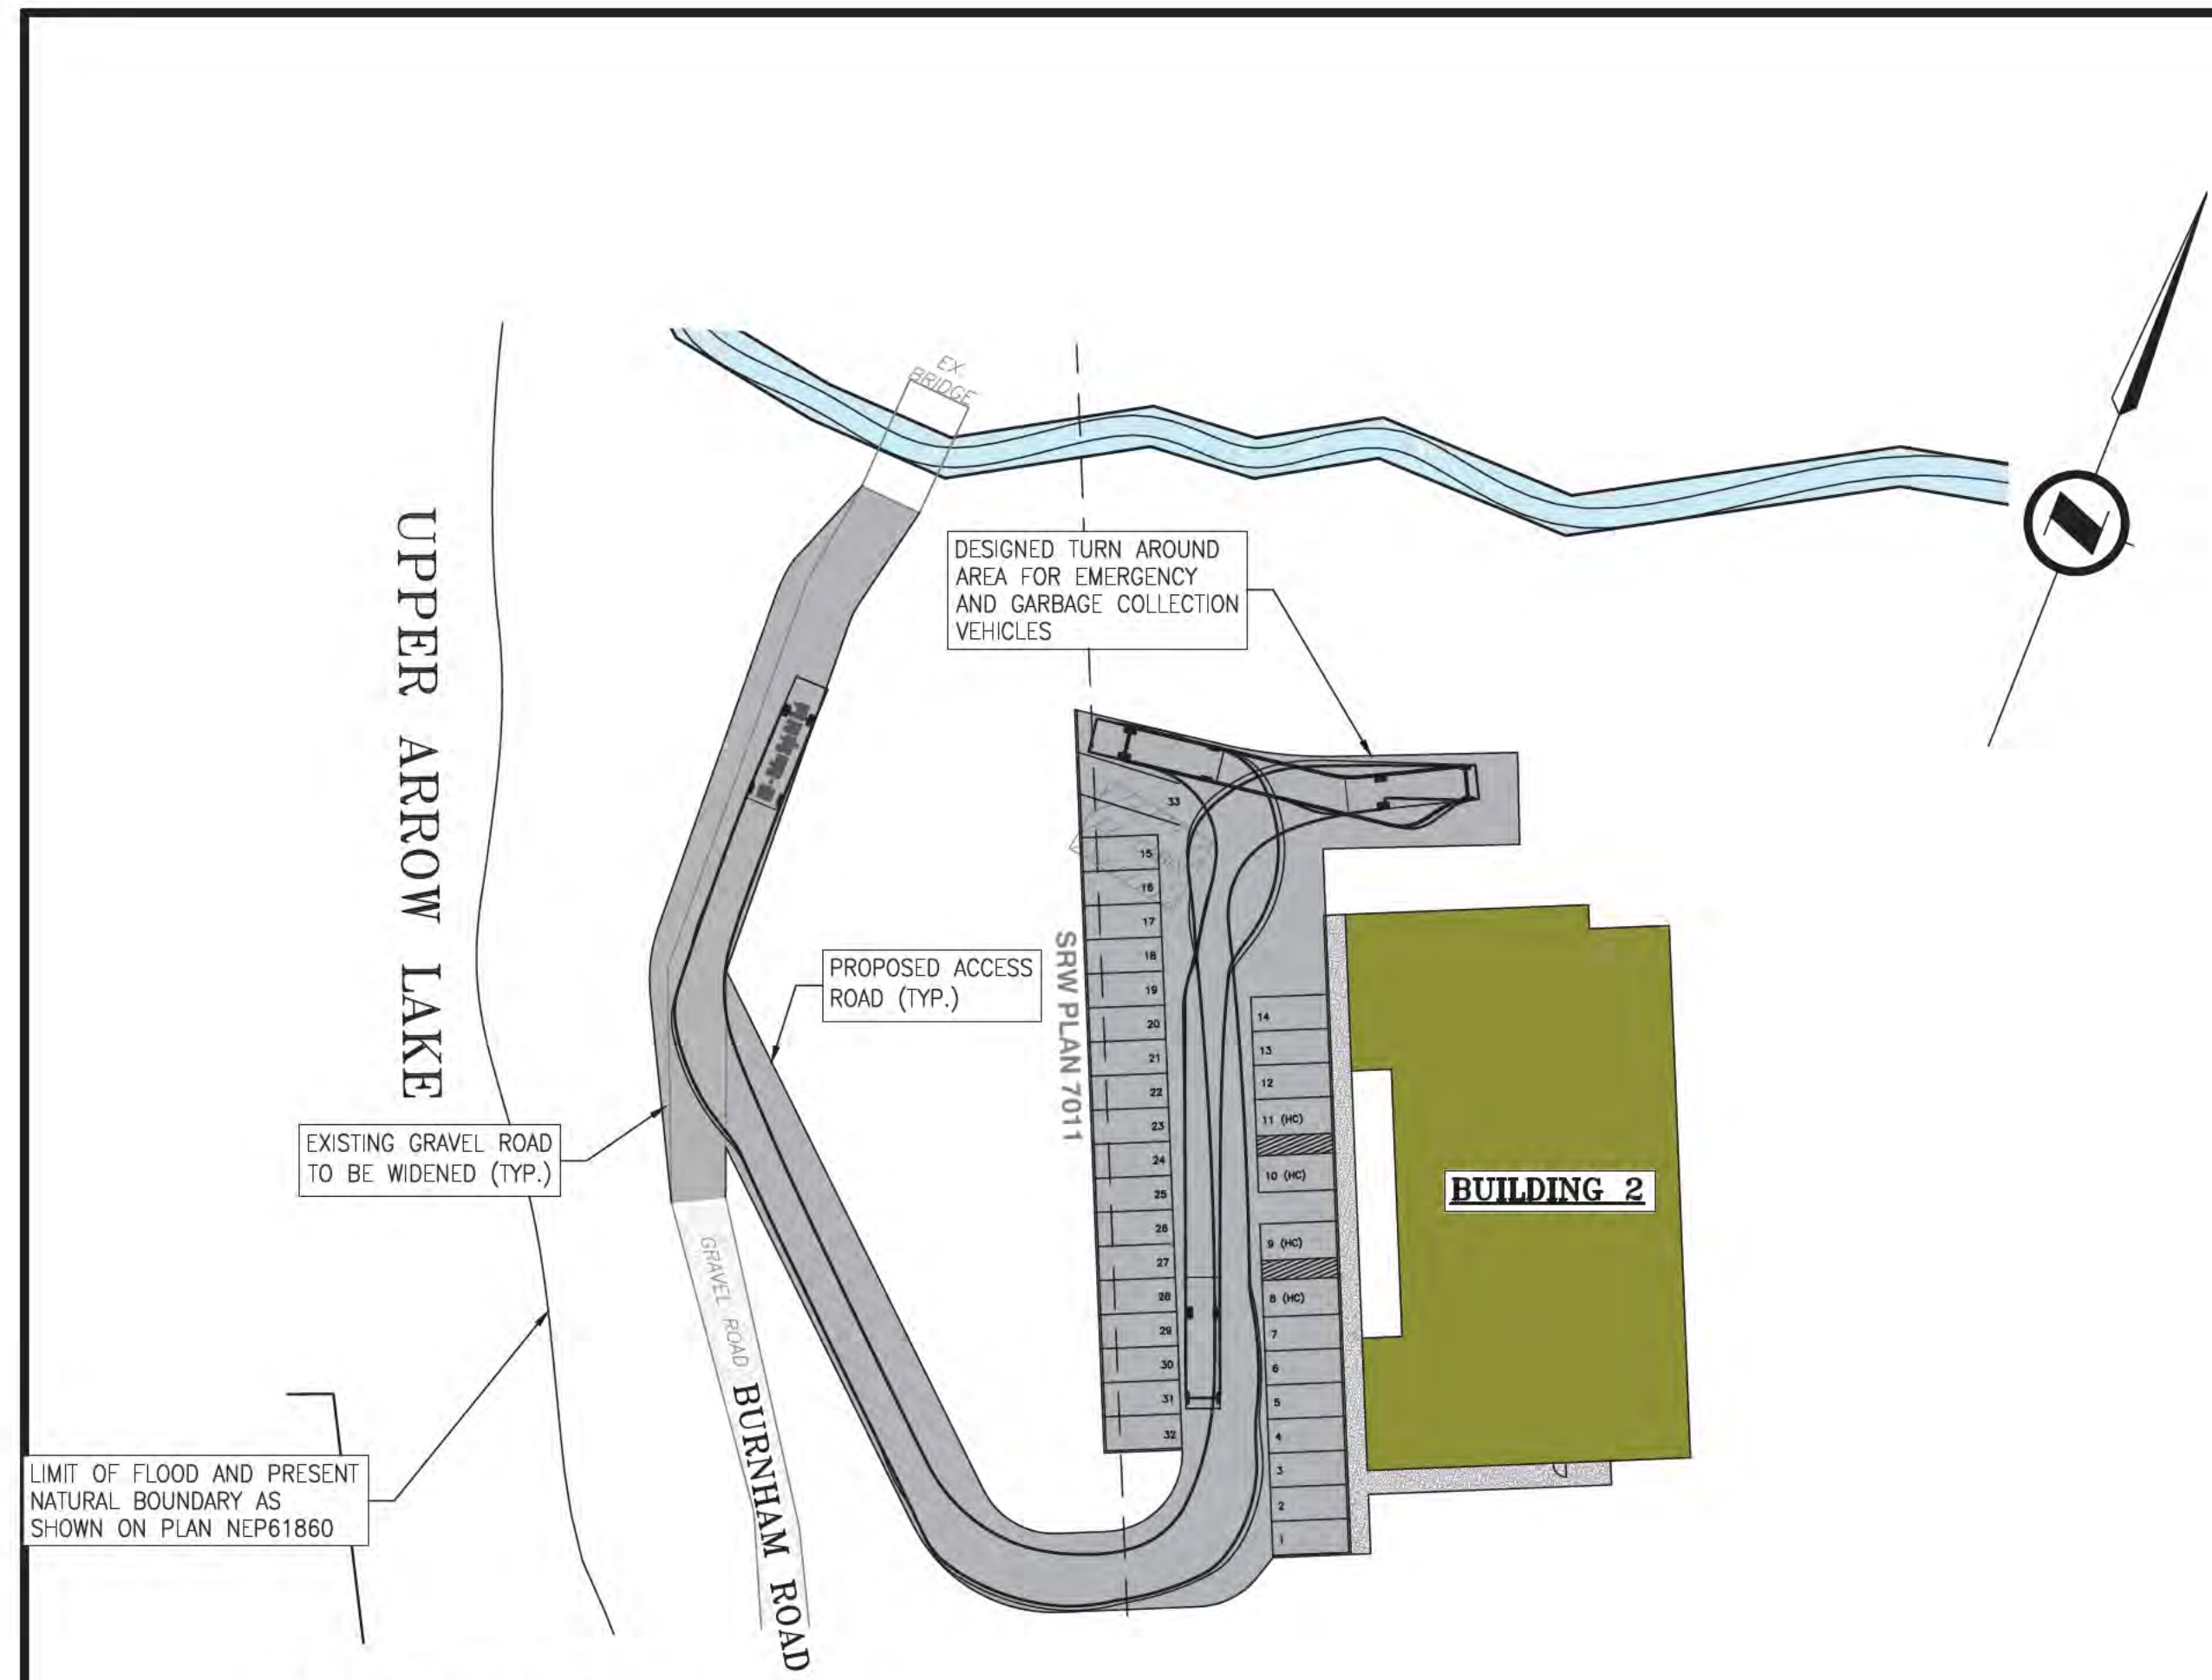 EX.
BRIDGE
UPPER ARROW LAKE
DESIGNED TURN AROUND
AREA FOR EMERGENCY
AND GARBAGE COLLECTION
VEHICLES
33
15
16
17
18
19
20
21
22
23
24
25
26
27
28
29
30
31
32
PROPOSED ACCESS
ROAD (TYP.)
SRW PLAN 7011
14
13
12
11 (HC)
10 (HC)
9 (HC)
8 (HC)
7
6
5
4
3
2
1
BUILDING 2
EXISTING GRAVEL ROAD
TO BE WIDENED (TYP.)
GRAVEL ROAD
BURNHAM ROAD
LIMIT OF FLOOD AND PRESENT
NATURAL BOUNDARY AS
SHOWN ON PLAN NEP61860